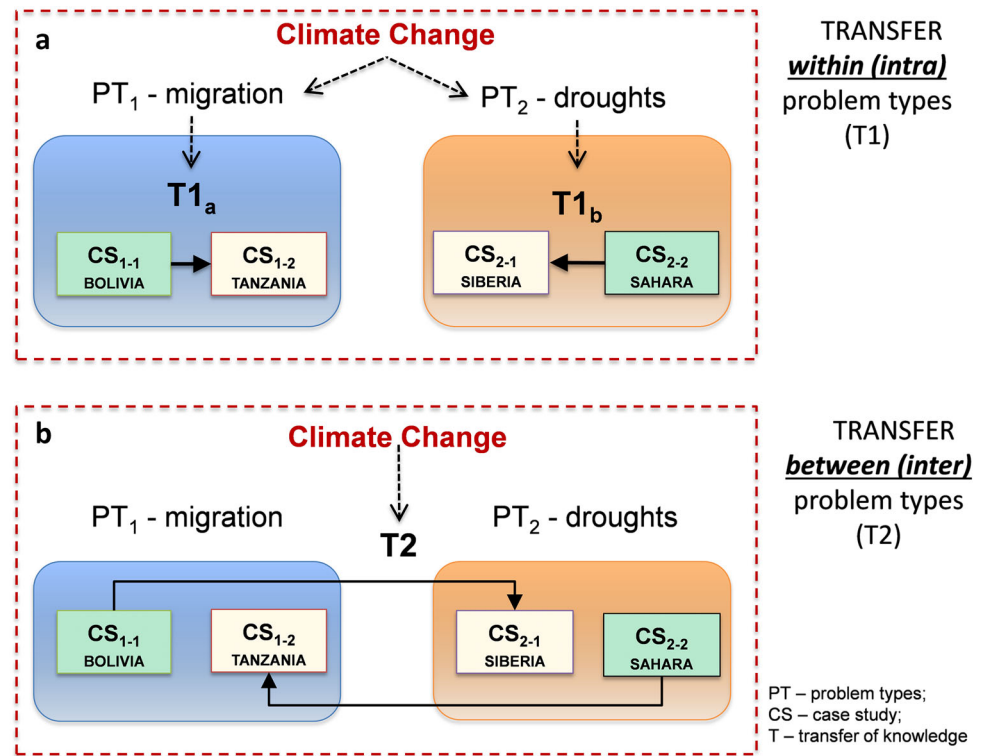 a
Climate Change
PT₁ - migration
PT₂ - droughts
T1ₐ
T1_b
CS₁₋₁
BOLIVIA
CS₁₋₂
TANZANIA
CS₂₋₁
SIBERIA
CS₂₋₂
SAHARA
TRANSFER
within (intra)
problem types
(T1)
b
Climate Change
PT₁ - migration
PT₂ - droughts
T2
CS₁₋₁
BOLIVIA
CS₁₋₂
TANZANIA
CS₂₋₁
SIBERIA
CS₂₋₂
SAHARA
TRANSFER
between (inter)
problem types
(T2)
PT – problem types;
CS – case study;
T – transfer of knowledge